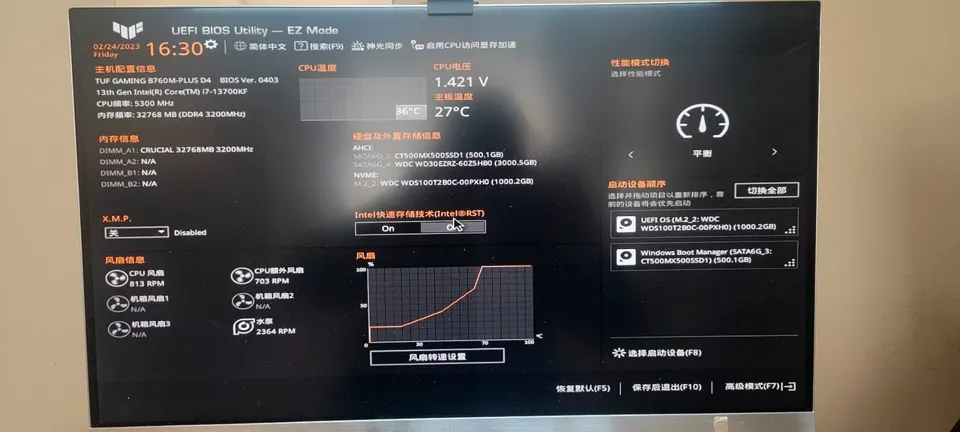 UEFI BIOS Utility — EZ Mode
02/24/2023
Friday
16:30
简体中文
搜索(F9)
神光同步
启用CPU访问显存加速
主机配置信息
TUF GAMING B760M-PLUS D4 BIOS Ver. 0403
13th Gen Intel(R) Core(TM) i7-13700KF
CPU频率: 5300 MHz
内存频率: 32768 MB (DDR4 3200MHz)
CPU温度
36°C
CPU电压
1.421 V
主板温度
27°C
性能模式切换
选择性能模式
平衡
内存信息
DIMM_A1: CRUCIAL 32768MB 3200MHz
DIMM_A2: N/A
DIMM_B1: N/A
DIMM_B2: N/A
硬盘及外置存储信息
AHCI:
SATA6G_3: CT500MX500SSD1 (500.1GB)
SATA6G_4: WDC WD30EZRZ-60Z5HB0 (3000.5GB)
NVME:
M.2_2: WDC WDS100T2B0C-00PXH0 (1000.2GB)
启动设备顺序
选择并拖动项目以重新排序，靠
前的设备将会优先启动
切换全部
UEFI OS (M.2_2: WDC
WDS100T2B0C-00PXH0) (1000.2GB)
Windows Boot Manager (SATA6G_3:
CT500MX500SSD1) (500.1GB)
X.M.P.
关
Disabled
Intel快速存储技术(Intel®RST)
On
风扇信息
CPU 风扇
813 RPM
CPU额外风扇
703 RPM
机箱风扇1
N/A
机箱风扇2
N/A
机箱风扇3
N/A
水泵
2364 RPM
风扇
%
100
50
0
30
70
100
°C
风扇转速设置
选择启动设备(F8)
恢复默认(F5)
保存后退出(F10)
高级模式(F7)